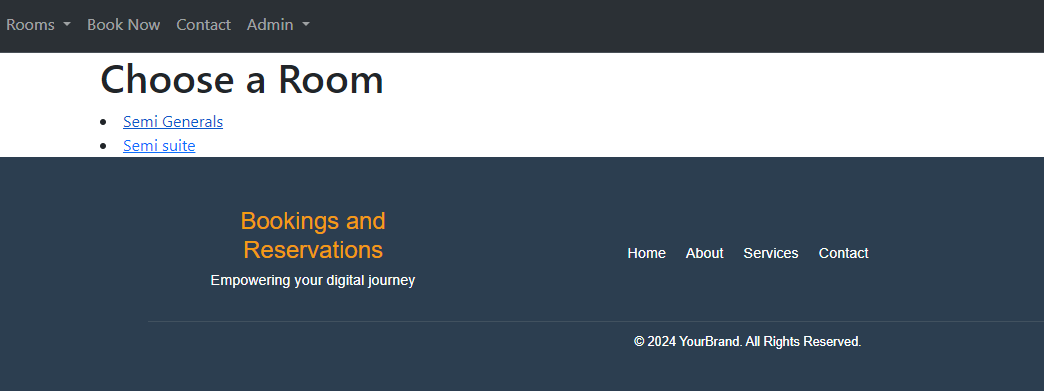 Rooms Book Now Contact Admin
Choose a Room
Semi Generals
Semi suite
Bookings and
Reservations
Empowering your digital journey
Home About Services Contact
© 2024 YourBrand. All Rights Reserved.